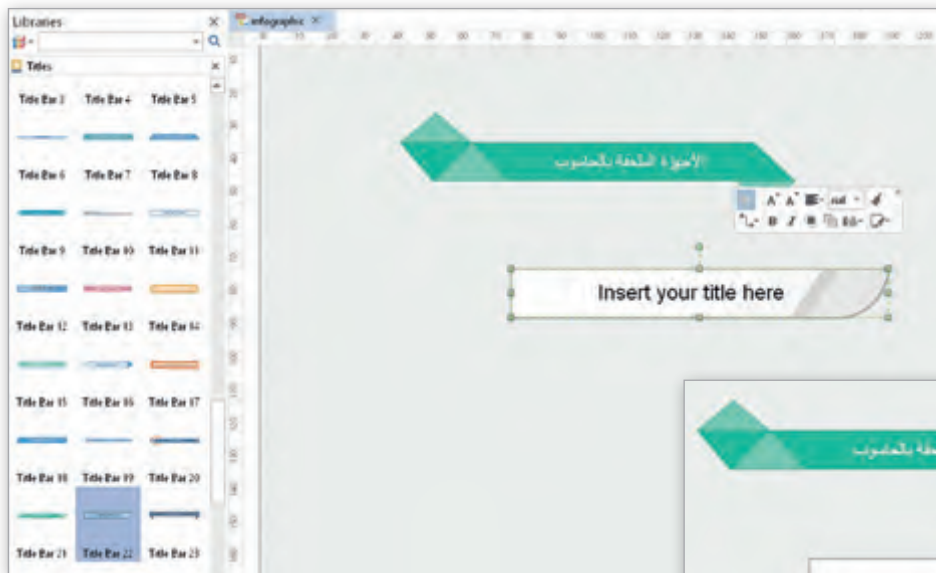 Libraries
infographic
Titles
Title Bar 3 Title Bar 4 Title Bar 5
Title Bar 6 Title Bar 7 Title Bar 8
Title Bar 9 Title Bar 10 Title Bar 11
Title Bar 12 Title Bar 13 Title Bar 14
Title Bar 15 Title Bar 16 Title Bar 17
Title Bar 18 Title Bar 19 Title Bar 20
Title Bar 21 Title Bar 22 Title Bar 23
الأجهزة الملحقة بالحاسوب
Insert your title here
بالحاسوب